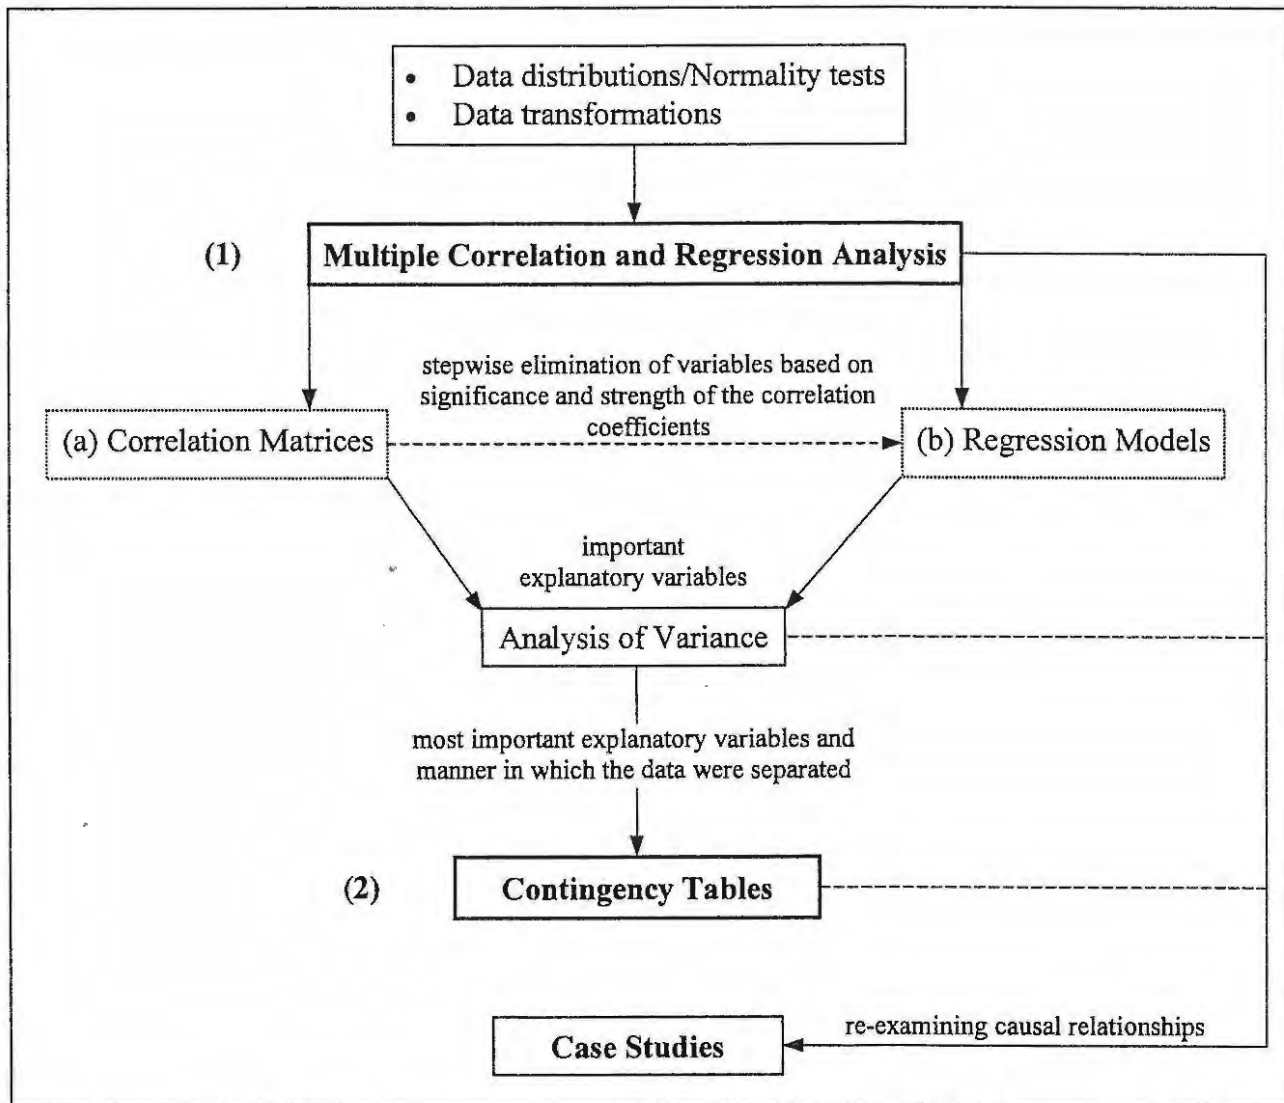 • Data distributions/Normality tests
• Data transformations
(1) Multiple Correlation and Regression Analysis
stepwise elimination of variables based on
significance and strength of the correlation
coefficients
(a) Correlation Matrices
(b) Regression Models
important
explanatory variables
Analysis of Variance
most important explanatory variables and
manner in which the data were separated
(2) Contingency Tables
re-examining causal relationships
Case Studies